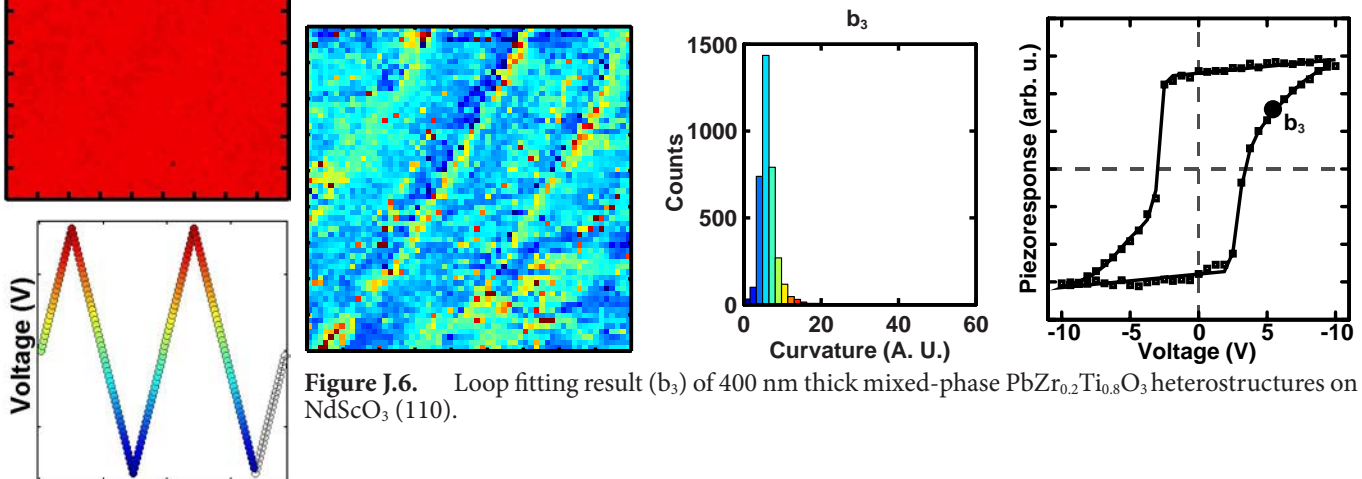 Voltage (V)
b₃
1500
1000
500
0
Counts
0 20 40 60
Curvature (A. U.)
Piezoresponse (arb. u.)
b₃
-10 -5 0 5 -10
Voltage (V)
Figure J.6. Loop fitting result (b₃) of 400 nm thick mixed-phase PbZr₀.₂Ti₀.₈O₃ heterostructures on
NdScO₃ (110).